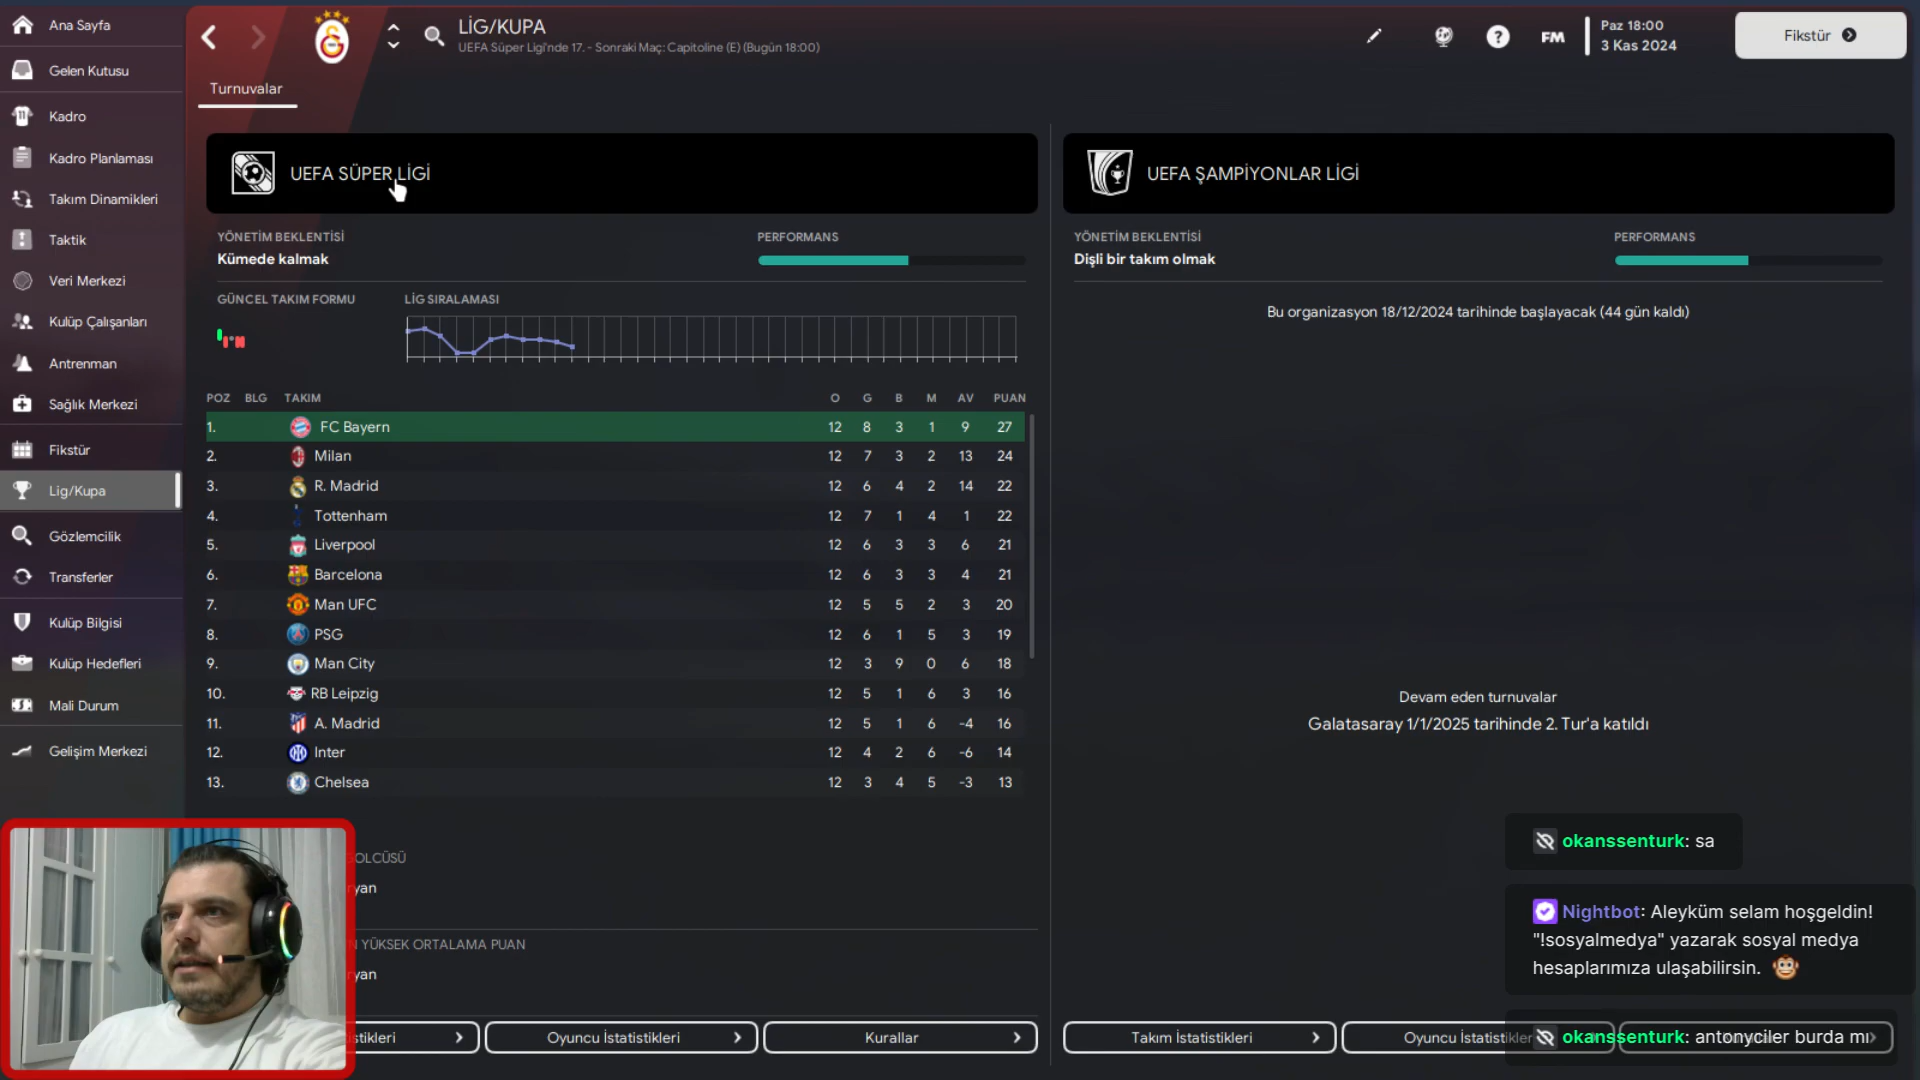 Ana Sayfa
Gelen Kutusu
Kadro
Kadro Planlaması
Takım Dinamikleri
Taktik
Veri Merkezi
Kulüp Çalışanları
Antrenman
Sağlık Merkezi
Fikstür
Lig/Kupa
Gözlemcilik
Transferler
Kulüp Bilgisi
Kulüp Hedefleri
Mali Durum
Gelişim Merkezi
LİG/KUPA
UEFA Süper Ligi'nde 17. - Sonraki Maç: Capitoline (E) (Bugün 18:00)
FM
Paz 18:00
3 Kas 2024
Fikstür
Turnuvalar
UEFA SÜPER LİGİ
YÖNETİM BEKLENTİSİ
Kümede kalmak
PERFORMANS
GÜNCEL TAKIM FORMU
LİG SIRALAMASI
POZ BLG TAKIM O G B M AV PUAN
1. FC Bayern 12 8 3 1 9 27
2. Milan 12 7 3 2 13 24
3. R. Madrid 12 6 4 2 14 22
4. Tottenham 12 7 1 4 1 22
5. Liverpool 12 6 3 3 6 21
6. Barcelona 12 6 3 3 4 21
7. Man UFC 12 5 5 2 3 20
8. PSG 12 6 1 5 3 19
9. Man City 12 3 9 0 6 18
10. RB Leipzig 12 5 1 6 3 16
11. A. Madrid 12 5 1 6 -4 16
12. Inter 12 4 2 6 -6 14
13. Chelsea 12 3 4 5 -3 13
OLCÜSÜ
ryan
N YÜKSEK ORTALAMA PUAN
ryan
istikleri
Oyuncu İstatistikleri
Kurallar
UEFA ŞAMPİYONLAR LİGİ
YÖNETİM BEKLENTİSİ
Dişli bir takım olmak
PERFORMANS
Bu organizasyon 18/12/2024 tarihinde başlayacak (44 gün kaldı)
Devam eden turnuvalar
Galatasaray 1/1/2025 tarihinde 2. Tur'a katıldı
Takım İstatistikleri
Oyuncu İstatistikler
okanssenturk: sa
Nightbot: Aleyküm selam hoşgeldin!
"!sosyalmedya" yazarak sosyal medya
hesaplarımıza ulaşabilirsin.
okanssenturk: antonyciler burda mı